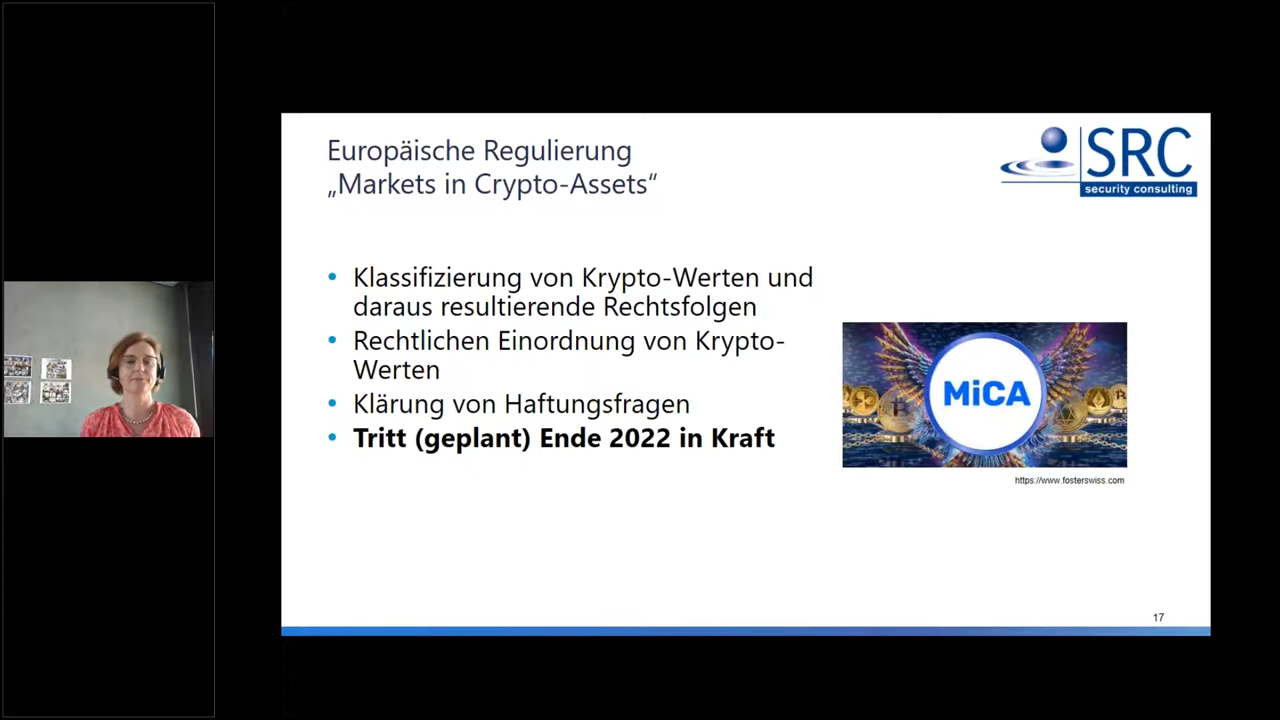 Europäische Regulierung
„Markets in Crypto-Assets“
SRC
security consulting
• Klassifizierung von Krypto-Werten und
daraus resultierende Rechtsfolgen
• Rechtlichen Einordnung von Krypto-
Werten
• Klärung von Haftungsfragen
• Tritt (geplant) Ende 2022 in Kraft
MiCA
https://www.fosterswiss.com
17